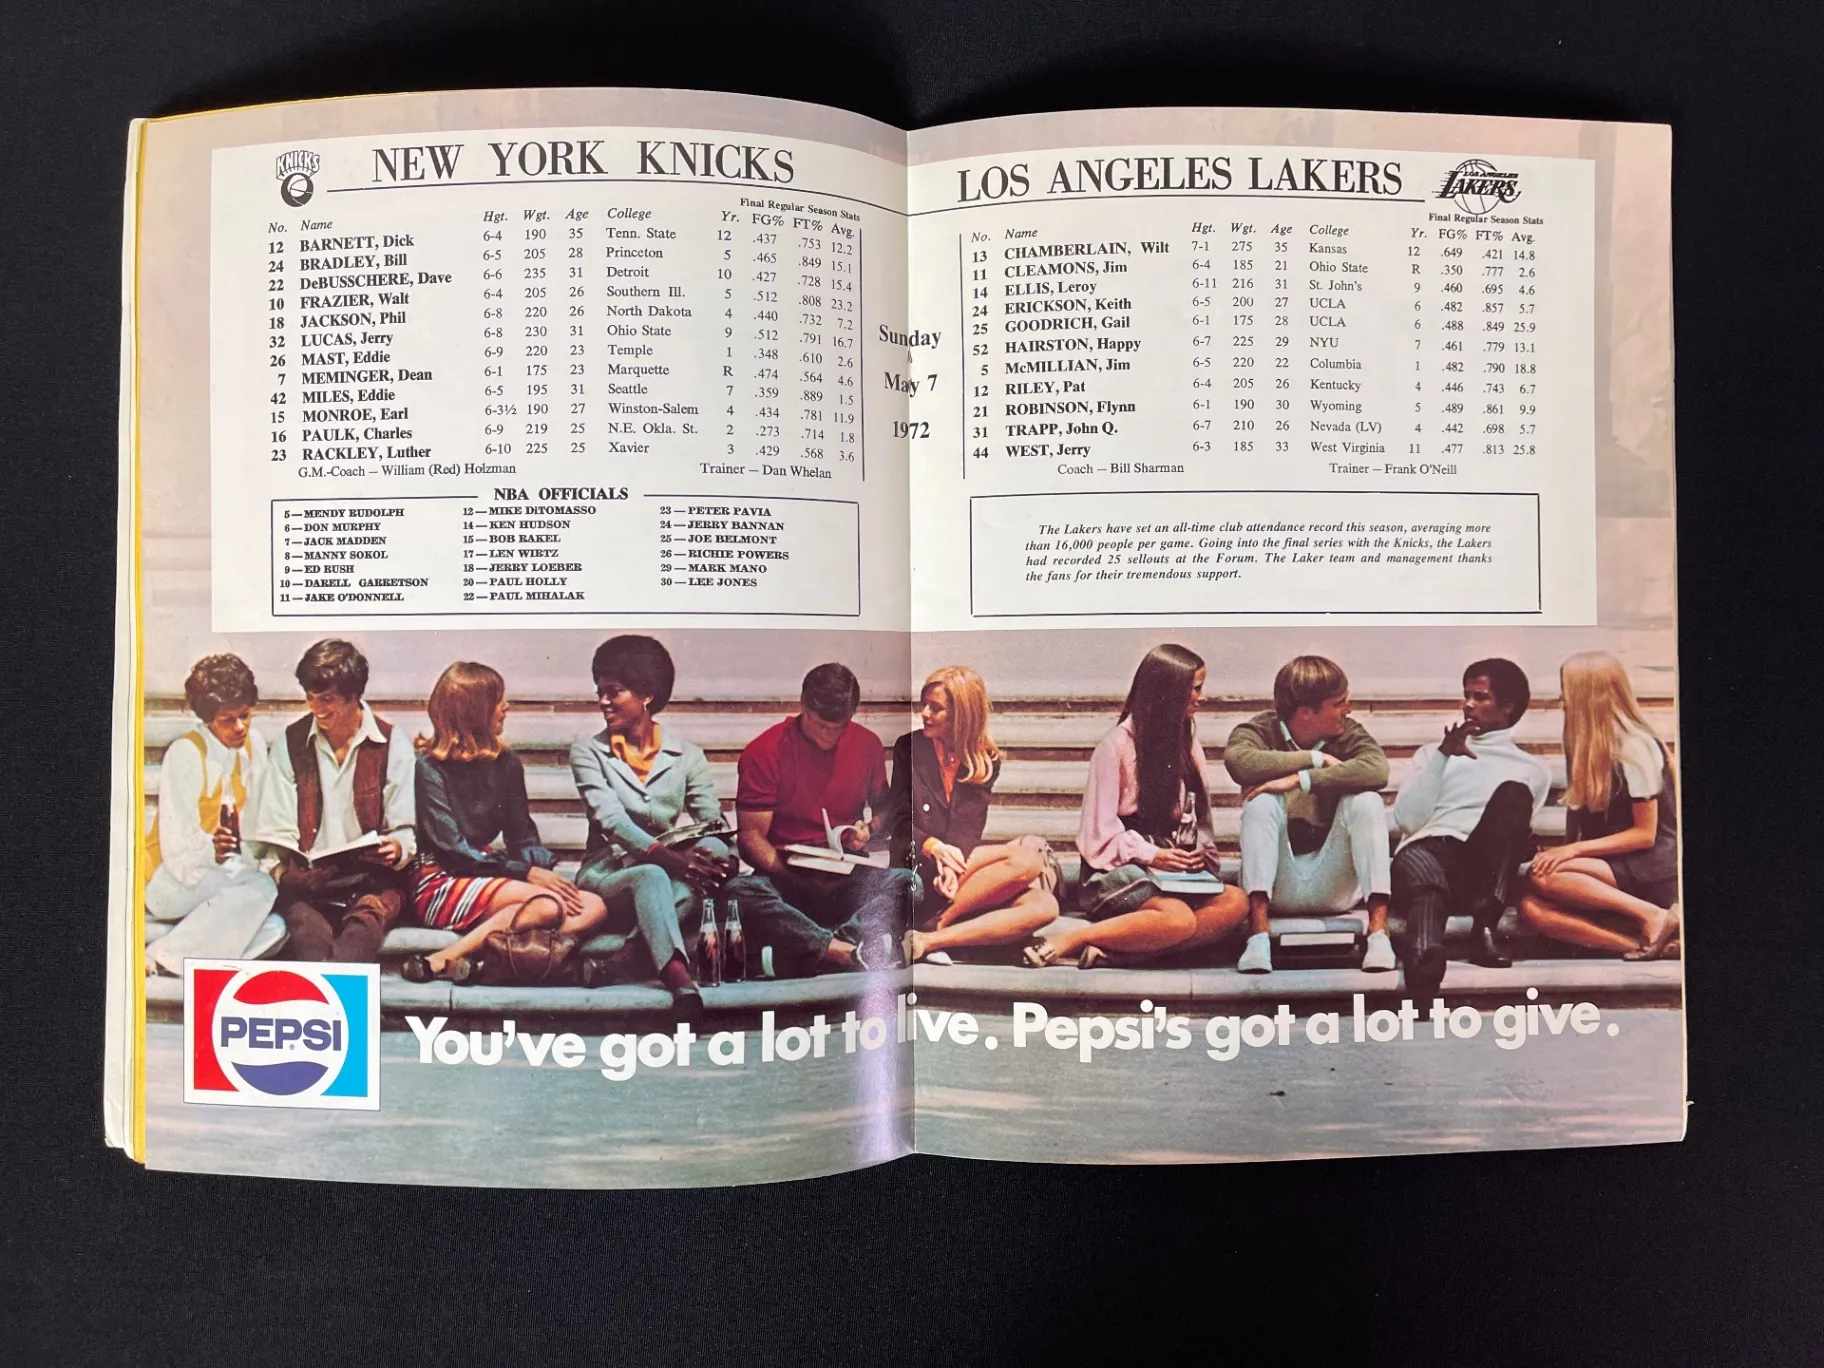 KNICKS
NEW YORK KNICKS
Final Regular Season Stats
No. Name Hgt. Wgt. Age College Yr. FG% FT% Avg.
12 BARNETT, Dick 6-4 190 35 Tenn. State 12 .437 .753 12.2
24 BRADLEY, Bill 6-5 205 28 Princeton 5 .465 .849 15.1
22 DeBUSSCHERE, Dave 6-6 235 31 Detroit 10 .427 .728 15.4
10 FRAZIER, Walt 6-4 205 26 Southern Ill. 5 .512 .808 23.2
18 JACKSON, Phil 6-8 220 26 North Dakota 4 .440 .732 7.2
32 LUCAS, Jerry 6-8 230 31 Ohio State 9 .512 .791 16.7
26 MAST, Eddie 6-9 220 23 Temple 1 .348 .610 2.6
7 MEMINGER, Dean 6-1 175 23 Marquette R .474 .564 4.6
42 MILES, Eddie 6-5 195 31 Seattle 7 .359 .889 1.5
15 MONROE, Earl 6-3½ 190 27 Winston-Salem 4 .434 .781 11.9
16 PAULK, Charles 6-9 219 25 N.E. Okla. St. 2 .273 .714 1.8
23 RACKLEY, Luther 6-10 225 25 Xavier 3 .429 .568 3.6
G.M.-Coach – William (Red) Holzman Trainer – Dan Whelan
NBA OFFICIALS
5—MENDY RUDOLPH
6—DON MURPHY
7—JACK MADDEN
8—MANNY SOKOL
9—ED RUSH
10—DARELL GARRETSON
11—JAKE O'DONNELL
12—MIKE DiTOMASSO
14—KEN HUDSON
15—BOB RAKEL
17—LEN WIRTZ
18—JERRY LOEBER
20—PAUL HOLLY
22—PAUL MIHALAK
23—PETER PAVIA
24—JERRY BANNAN
25—JOE BELMONT
26—RICHIE POWERS
29—MARK MANO
30—LEE JONES
Sunday
May 7
1972
LOS ANGELES LAKERS
LOS ANGELES
LAKERS
Final Regular Season Stats
No. Name Hgt. Wgt. Age College Yr. FG% FT% Avg.
13 CHAMBERLAIN, Wilt 7-1 275 35 Kansas 12 .649 .421 14.8
11 CLEAMONS, Jim 6-4 185 21 Ohio State R .350 .777 2.6
14 ELLIS, Leroy 6-11 216 31 St. John's 9 .460 .695 4.6
24 ERICKSON, Keith 6-5 200 27 UCLA 6 .482 .857 5.7
25 GOODRICH, Gail 6-1 175 28 UCLA 6 .488 .849 25.9
52 HAIRSTON, Happy 6-7 225 29 NYU 7 .461 .779 13.1
5 McMILLIAN, Jim 6-5 220 22 Columbia 1 .482 .790 18.8
12 RILEY, Pat 6-4 205 26 Kentucky 4 .446 .743 6.7
21 ROBINSON, Flynn 6-1 190 30 Wyoming 5 .489 .861 9.9
31 TRAPP, John Q. 6-7 210 26 Nevada (LV) 4 .442 .698 5.7
44 WEST, Jerry 6-3 185 33 West Virginia 11 .477 .813 25.8
Coach – Bill Sharman Trainer – Frank O'Neill
The Lakers have set an all-time club attendance record this season, averaging more
than 16,000 people per game. Going into the final series with the Knicks, the Lakers
had recorded 25 sellouts at the Forum. The Laker team and management thanks
the fans for their tremendous support.
PEPSI
You've got a lot to live. Pepsi's got a lot to give.